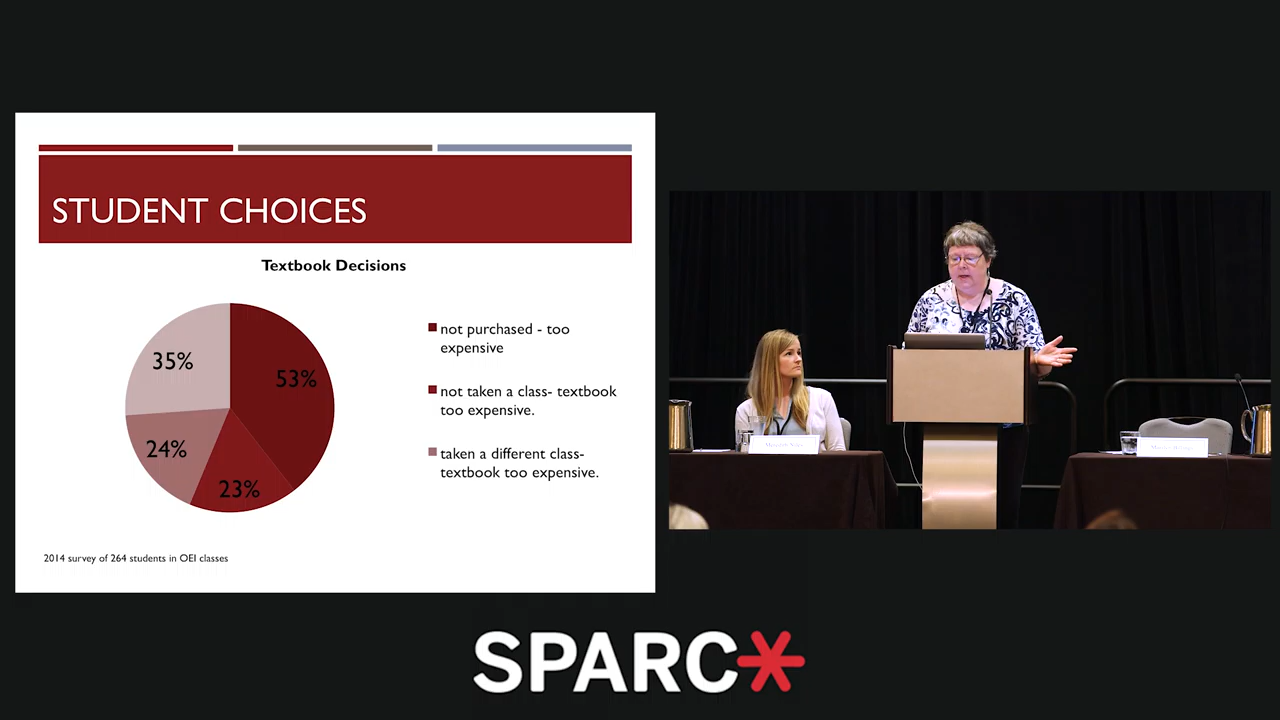 STUDENT CHOICES
Textbook Decisions
35%
53%
24%
23%
not purchased - too
expensive
not taken a class- textbook
too expensive.
taken a different class-
textbook too expensive.
2014 survey of 264 students in OEI classes
SPARC